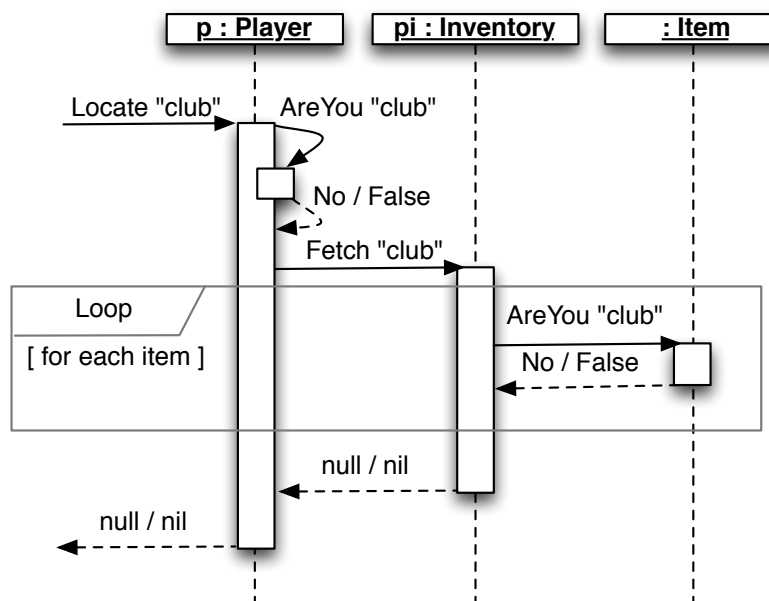 p : Player
pi : Inventory
: Item
Locate "club"
AreYou "club"
No / False
Fetch "club"
Loop
[ for each item ]
AreYou "club"
No / False
null / nil
null / nil